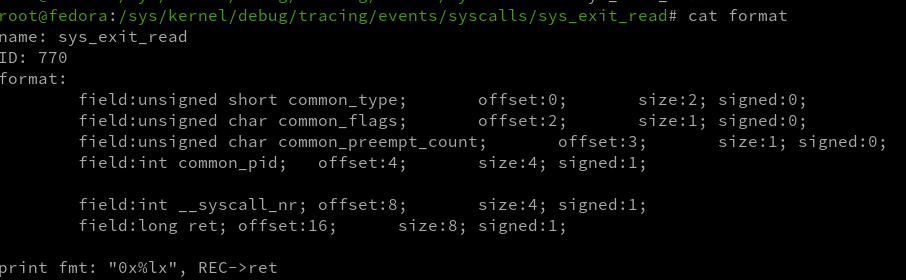 root@fedora:/sys/kernel/debug/tracing/events/syscalls/sys_exit_read# cat format
name: sys_exit_read
ID: 770
format:
	field:unsigned short common_type;	offset:0;	size:2;	signed:0;
	field:unsigned char common_flags;	offset:2;	size:1;	signed:0;
	field:unsigned char common_preempt_count;	offset:3;	size:1;	signed:0;
	field:int common_pid;	offset:4;	size:4;	signed:1;

	field:int __syscall_nr;	offset:8;	size:4;	signed:1;
	field:long ret;	offset:16;	size:8;	signed:1;

print fmt: "0x%lx", REC->ret